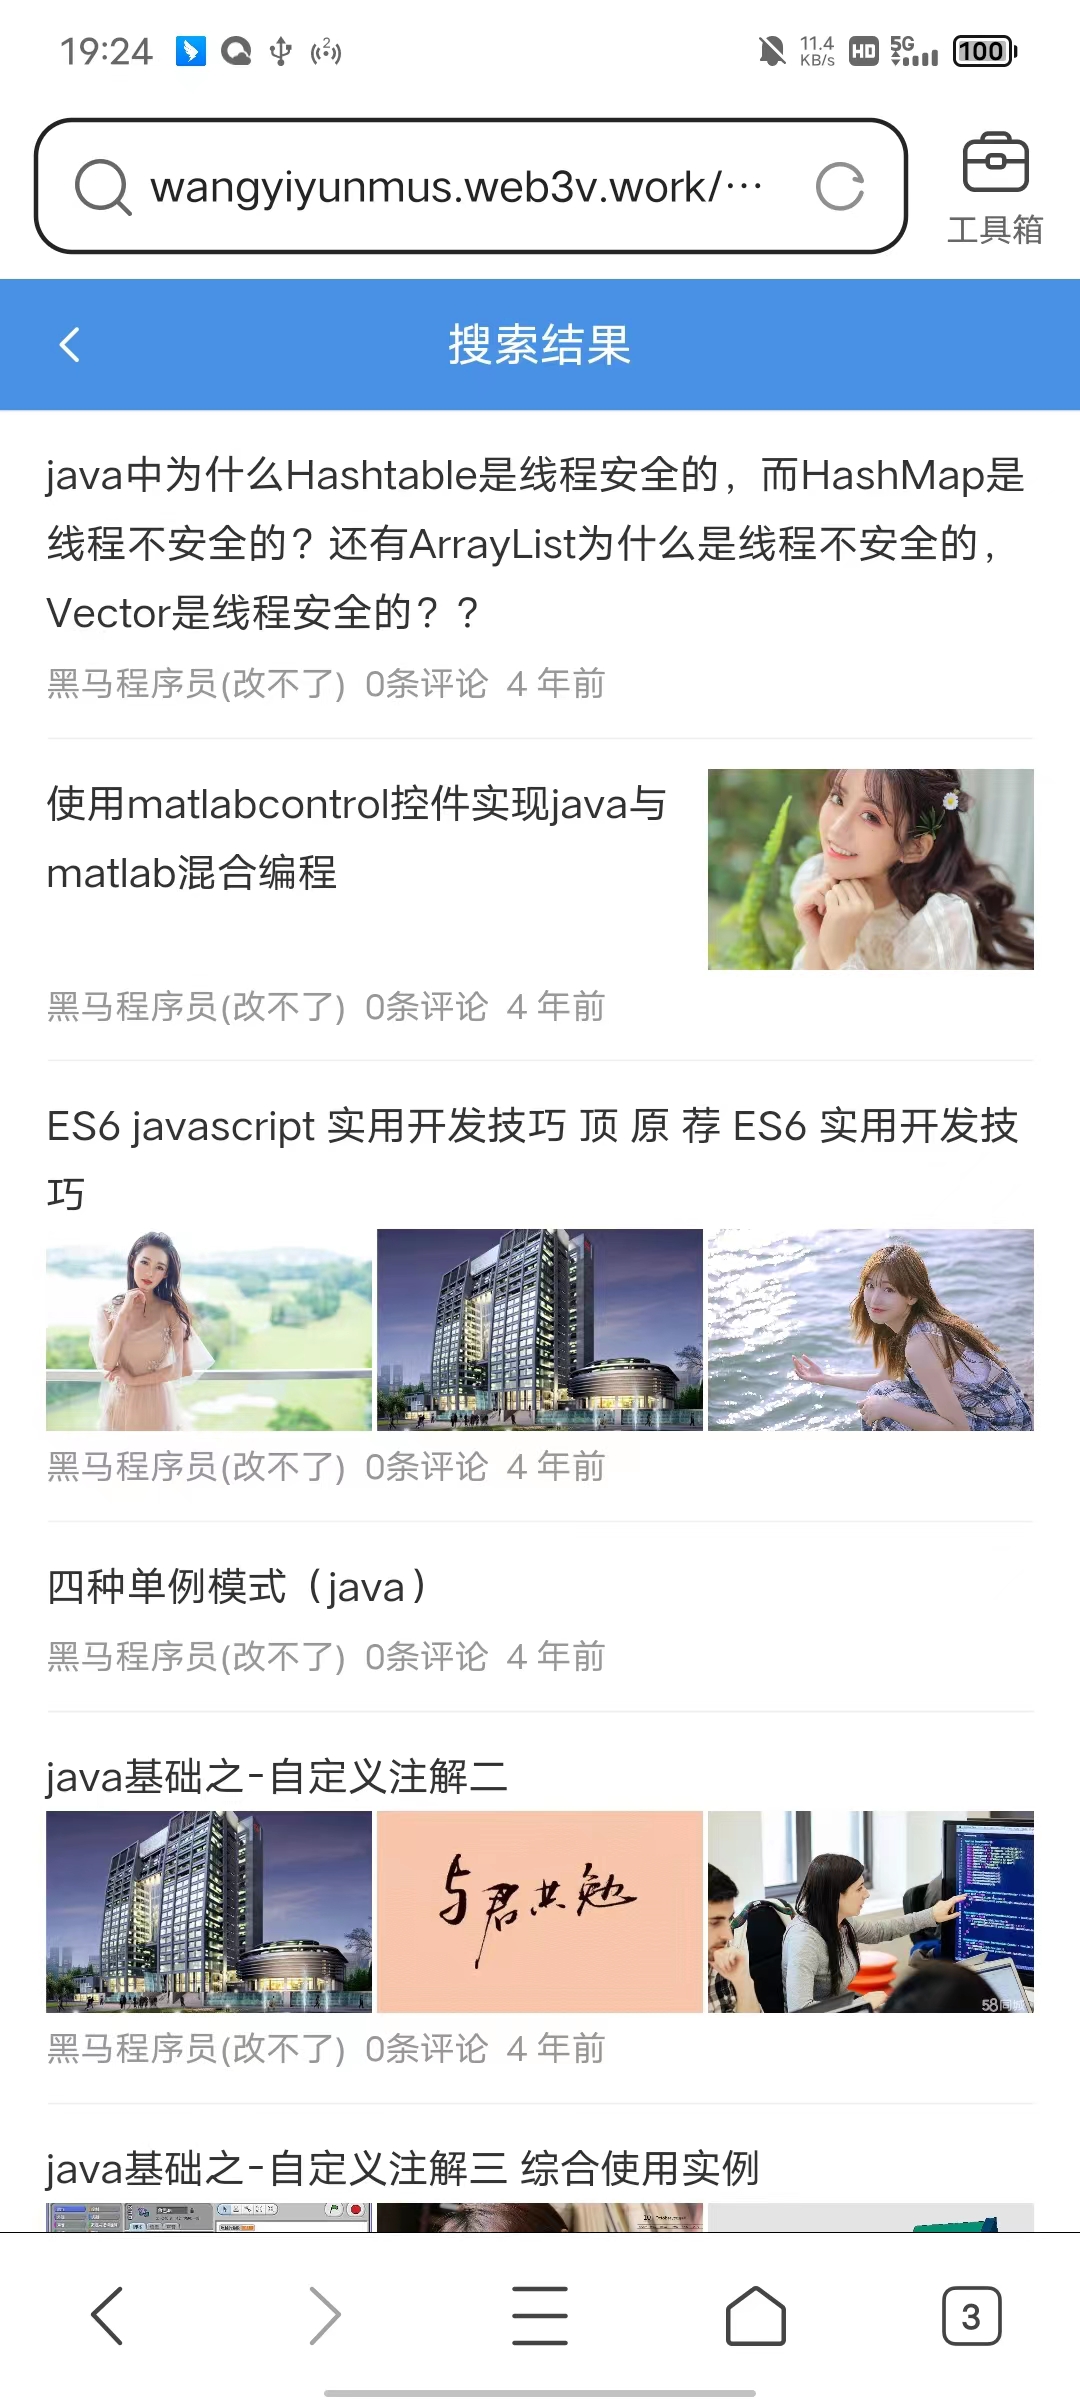 19:24
2
11.4
KB/s
HD
5G
100
wangyiyunmus.web3v.work/···
工具箱
搜索结果
java中为什么Hashtable是线程安全的，而HashMap是
线程不安全的？还有ArrayList为什么是线程不安全的，
Vector是线程安全的？？
黑马程序员(改不了) 0条评论 4 年前
使用matlabcontrol控件实现java与
matlab混合编程
黑马程序员(改不了) 0条评论 4 年前
ES6 javascript 实用开发技巧 顶 原 荐 ES6 实用开发技
巧
黑马程序员(改不了) 0条评论 4 年前
四种单例模式（java）
黑马程序员(改不了) 0条评论 4 年前
java基础之-自定义注解二
与君共勉
58同城
黑马程序员(改不了) 0条评论 4 年前
java基础之-自定义注解三 综合使用实例
3